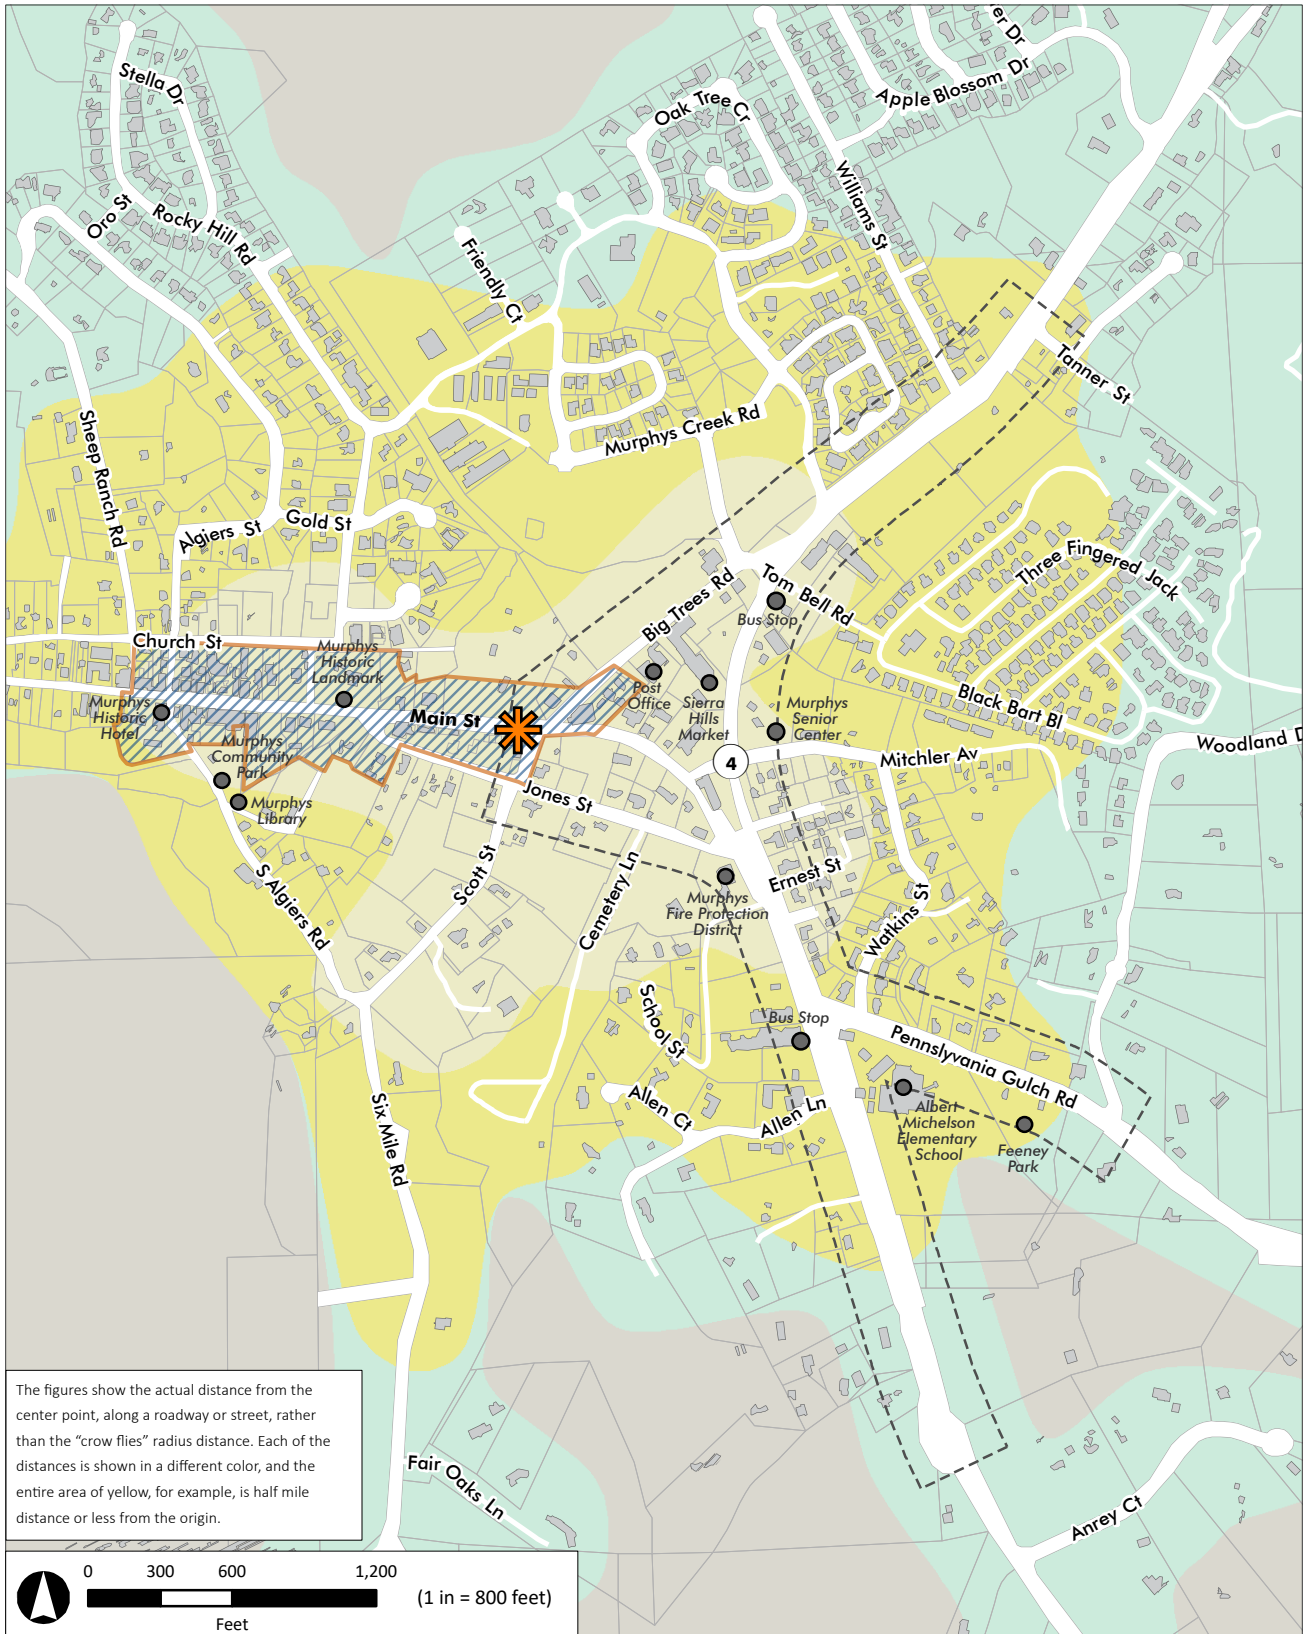 er Dr
Apple Blossom Dr
Stella Dr
Oak Tree Cr
Williams St
Oro St
Rocky Hill Rd
Friendly Ct
Tanner St
Sheep Ranch Rd
Murphys Creek Rd
Algiers St
Gold St
Three Fingered Jack
Big Trees Rd
Tom Bell Rd
Bus Stop
Church St
Murphys
Historic
Landmark
Post
Office
Sierra
Hills
Market
Murphys
Senior
Center
Black Bart Bl
Murphys
Historic
Hotel
Main St
Murphys
Community
Park
4
Mitchler Av
Woodland D
Murphys
Library
Jones St
Scott St
S Algiers Rd
Cemetery Ln
Ernest St
Murphys
Fire Protection
District
Watkins St
School St
Bus Stop
Pennslyvania Gulch Rd
Six Mile Rd
Allen Ct
Allen Ln
Albert
Michelson
Elementary
School
Feeney
Park
The figures show the actual distance from the
center point, along a roadway or street, rather
than the “crow flies” radius distance. Each of the
distances is shown in a different color, and the
entire area of yellow, for example, is half mile
distance or less from the origin.
Fair Oaks Ln
Anrey Ct
0 300 600 1,200
(1 in = 800 feet)
Feet